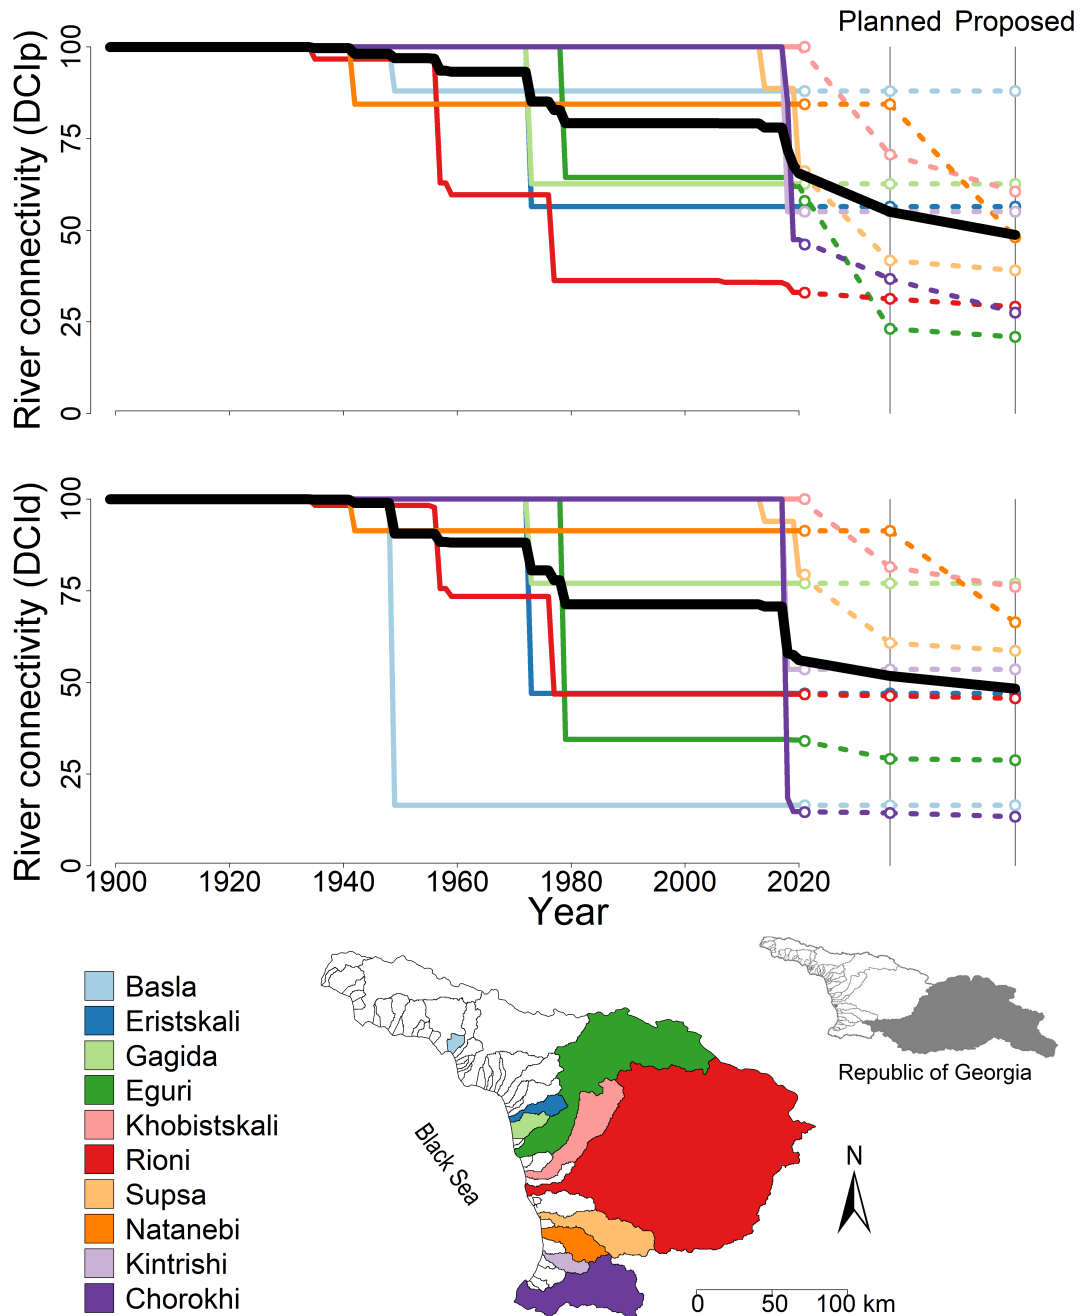 Planned Proposed
River connectivity (DCIp)
100
75
50
25
0
River connectivity (DCId)
100
75
50
25
0
1900 1920 1940 1960 1980 2000 2020
Year
Basla
Eristskali
Gagida
Eguri
Khobistskali
Rioni
Supsa
Natanebi
Kintrishi
Chorokhi
Black Sea
Republic of Georgia
N
0 50 100 km